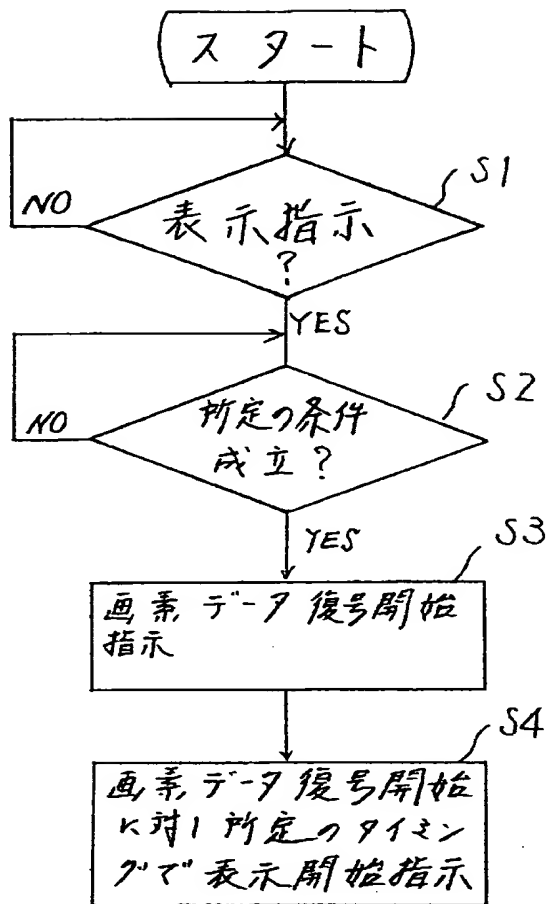 スタート
S1
NO
表示指示
?
YES
S2
NO
所定の条件
成立?
YES
S3
画素データ復号開始
指示
S4
画素データ復号開始
に対し所定のタイミン
グで表示開始指示